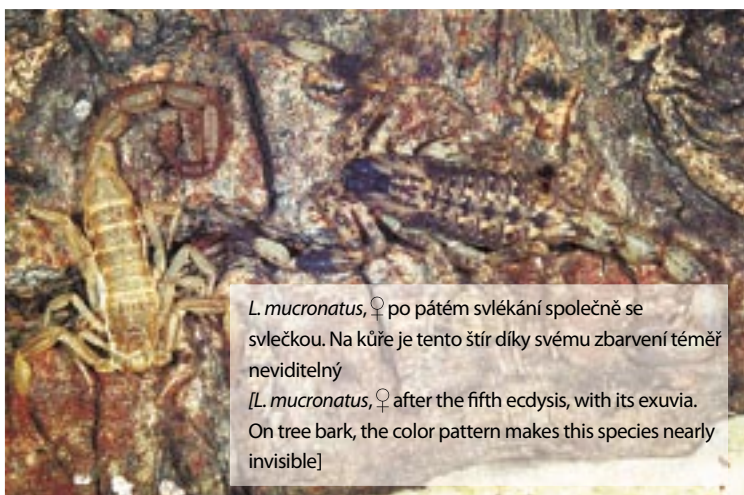 L. mucronatus, ♀ po pátém svlékání společně se
svlečkou. Na kůře je tento štír díky svému zbarvení téměř
neviditelný
[L. mucronatus, ♀ after the fifth ecdysis, with its exuvia.
On tree bark, the color pattern makes this species nearly
invisible]